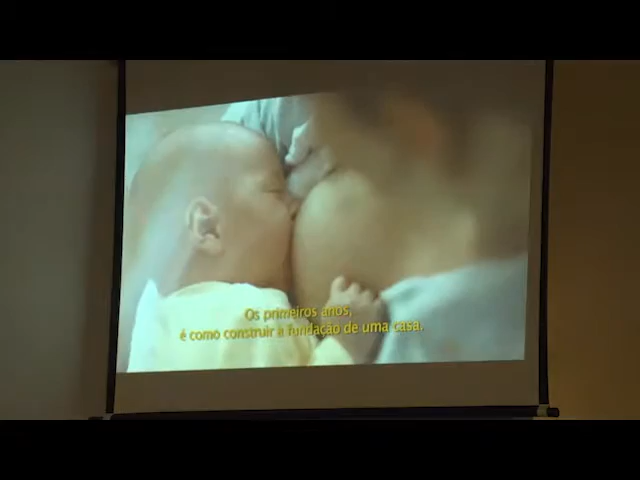 Os primeiros anos,
é como construir a fundação de uma casa.